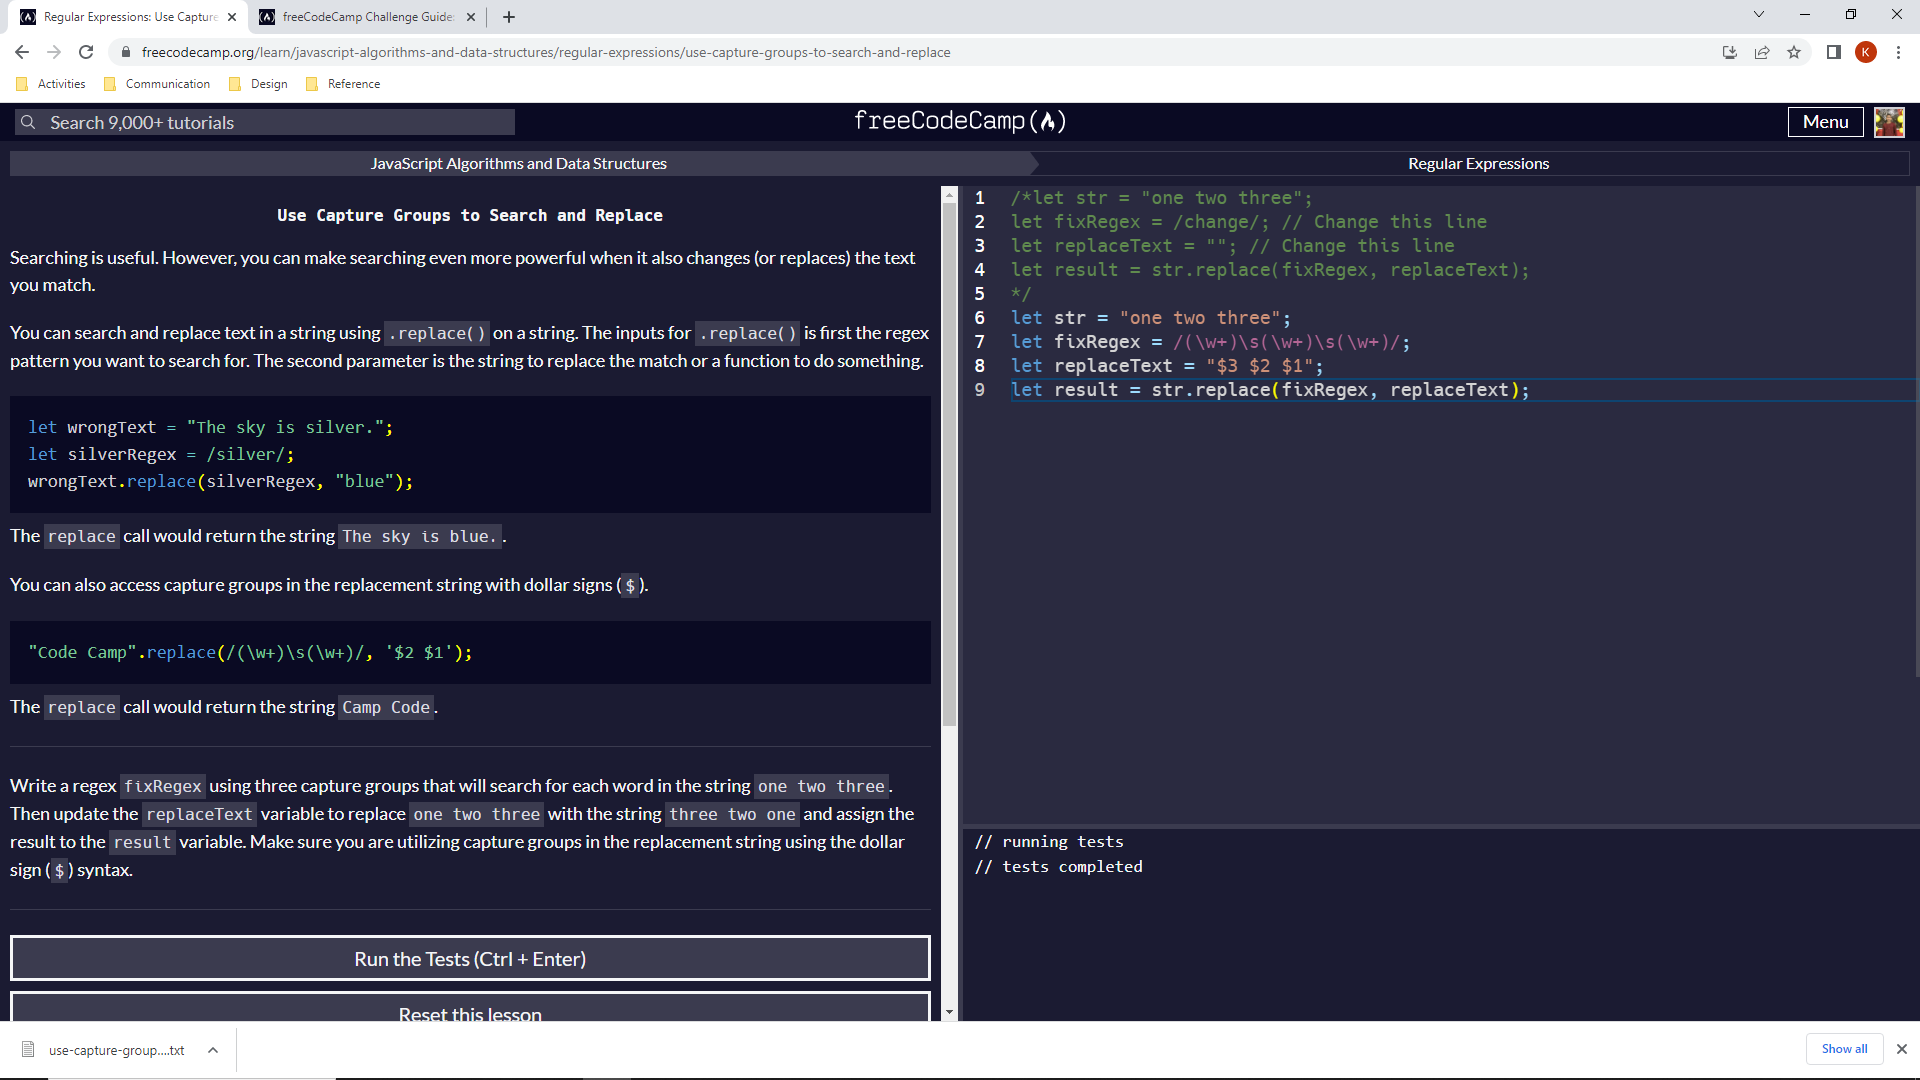 Regular Expressions: Use Capture
freeCodeCamp Challenge Guide:
freecodecamp.org/learn/javascript-algorithms-and-data-structures/regular-expressions/use-capture-groups-to-search-and-replace
K
Activities
Communication
Design
Reference
Search 9,000+ tutorials
freeCodeCamp
Menu
JavaScript Algorithms and Data Structures
Regular Expressions
Use Capture Groups to Search and Replace
Searching is useful. However, you can make searching even more powerful when it also changes (or replaces) the text
you match.
You can search and replace text in a string using .replace() on a string. The inputs for .replace() is first the regex
pattern you want to search for. The second parameter is the string to replace the match or a function to do something.
let wrongText = "The sky is silver.";
let silverRegex = /silver/;
wrongText.replace(silverRegex, "blue");
The replace call would return the string The sky is blue. .
You can also access capture groups in the replacement string with dollar signs ( $ ).
"Code Camp".replace(/(\w+)\s(\w+)/, '$2 $1');
The replace call would return the string Camp Code .
Write a regex fixRegex using three capture groups that will search for each word in the string one two three .
Then update the replaceText variable to replace one two three with the string three two one and assign the
result to the result variable. Make sure you are utilizing capture groups in the replacement string using the dollar
sign ( $ ) syntax.
Run the Tests (Ctrl + Enter)
Reset this lesson
1 /*let str = "one two three";
2 let fixRegex = /change/; // Change this line
3 let replaceText = ""; // Change this line
4 let result = str.replace(fixRegex, replaceText);
5 */
6 let str = "one two three";
7 let fixRegex = /(\w+)\s(\w+)\s(\w+)/;
8 let replaceText = "$3 $2 $1";
9 let result = str.replace(fixRegex, replaceText);
// running tests
// tests completed
use-capture-group....txt
Show all